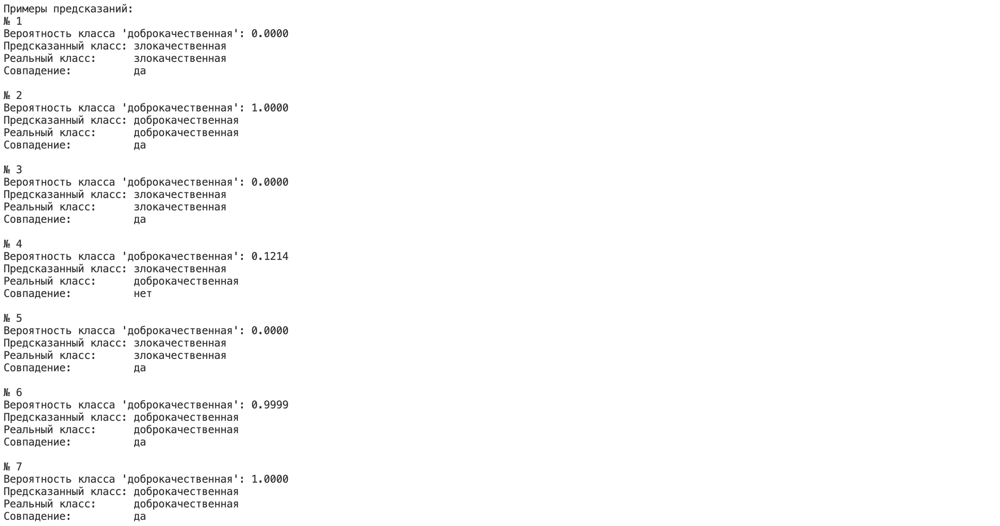 Примеры предсказаний:
№ 1
Вероятность класса 'доброкачественная': 0.0000
Предсказанный класс: злокачественная
Реальный класс:      злокачественная
Совпадение:          да

№ 2
Вероятность класса 'доброкачественная': 1.0000
Предсказанный класс: доброкачественная
Реальный класс:      доброкачественная
Совпадение:          да

№ 3
Вероятность класса 'доброкачественная': 0.0000
Предсказанный класс: злокачественная
Реальный класс:      злокачественная
Совпадение:          да

№ 4
Вероятность класса 'доброкачественная': 0.1214
Предсказанный класс: злокачественная
Реальный класс:      доброкачественная
Совпадение:          нет

№ 5
Вероятность класса 'доброкачественная': 0.0000
Предсказанный класс: злокачественная
Реальный класс:      злокачественная
Совпадение:          да

№ 6
Вероятность класса 'доброкачественная': 0.9999
Предсказанный класс: доброкачественная
Реальный класс:      доброкачественная
Совпадение:          да

№ 7
Вероятность класса 'доброкачественная': 1.0000
Предсказанный класс: доброкачественная
Реальный класс:      доброкачественная
Совпадение:          да